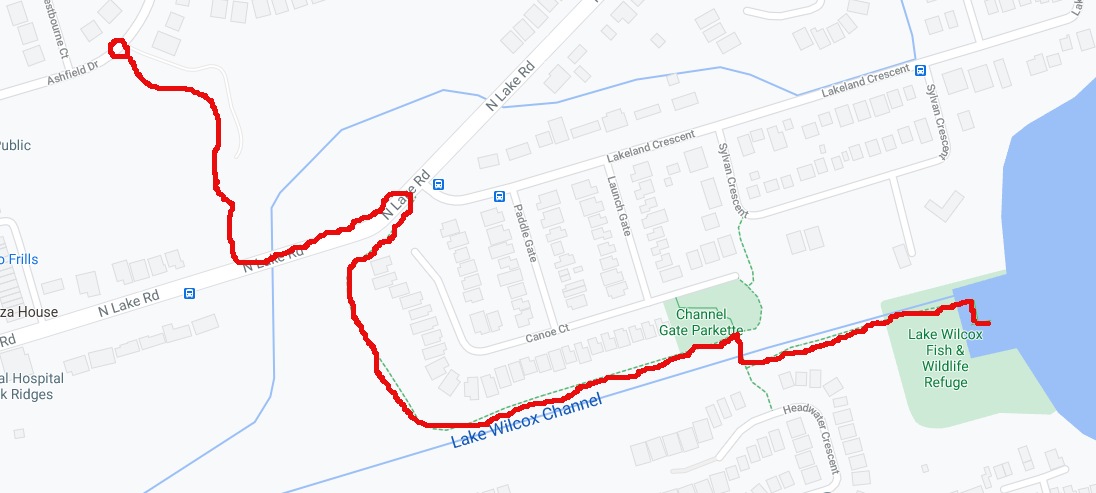 estbourne Ct
Ashfield Dr
Public
o Frills
za House
Rd
al Hospital
k Ridges
N Lake Rd
N Lake Rd
N Lake Rd
N Lake Rd
Lakeland Crescent
Lakeland Crescent
Lak
Sylvan Crescent
Sylvan Crescent
Launch Gate
Paddle Gate
Canoe Ct
Channel
Gate Parkette
Lake Wilcox Channel
Lake Wilcox
Fish &
Wildlife
Refuge
Headwater Crescent